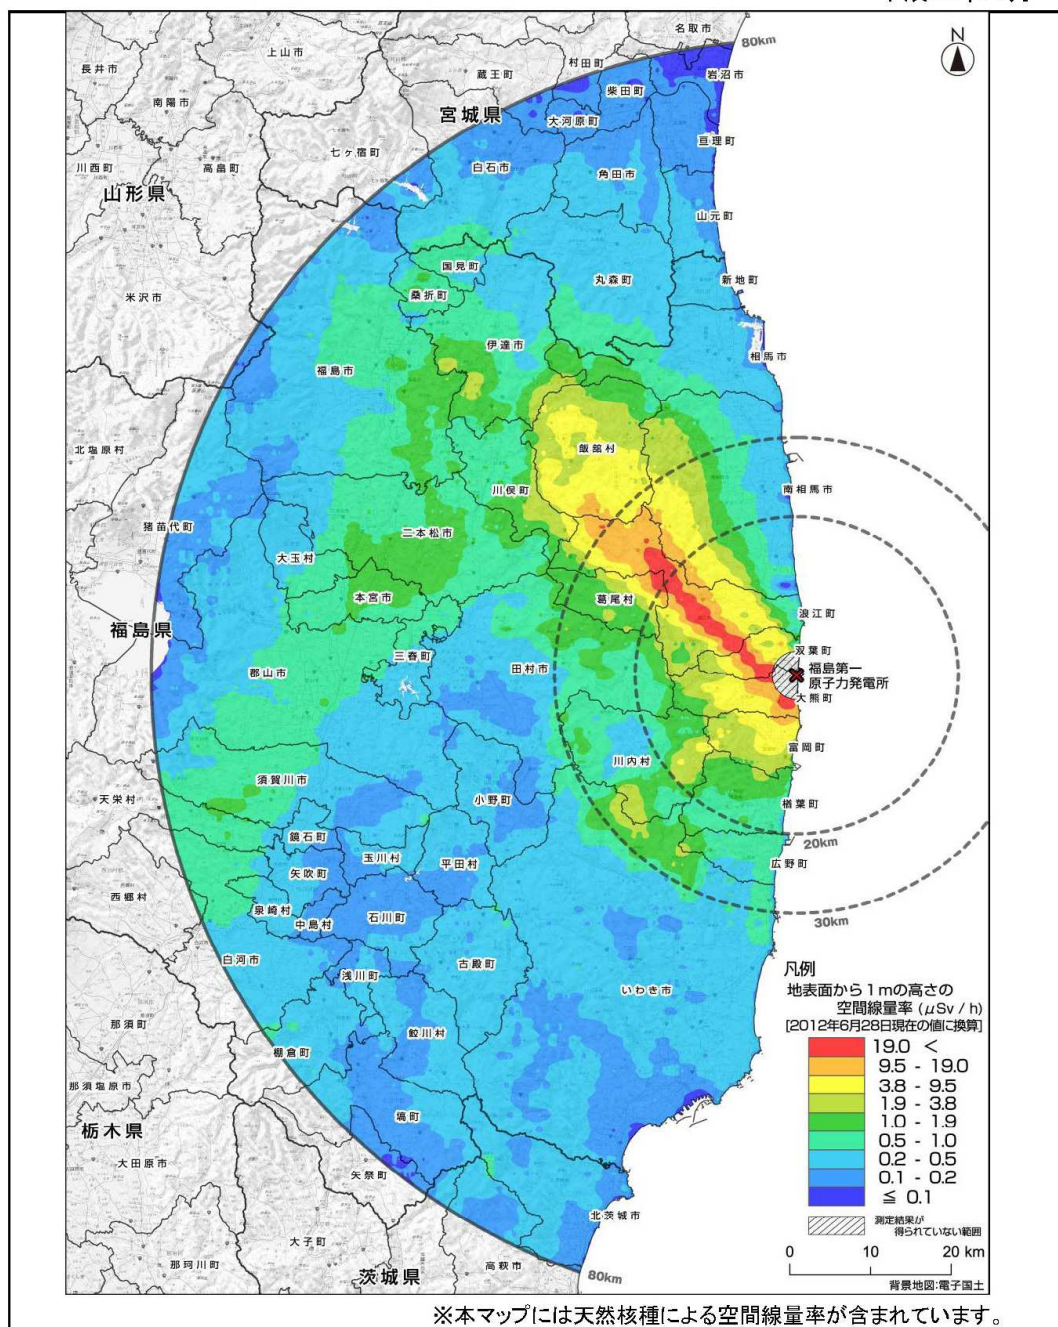 名取市
80km
N
上山市
村田町
長井市
蔵王町
岩沼市
柴田町
南陽市
宮城県
大河原町
亘理町
七ヶ宿町
川西町
高畠町
白石市
角田市
山形県
山元町
国見町
丸森町
新地町
米沢市
桑折町
伊達市
相馬市
福島市
北塩原村
飯舘村
川俣町
南相馬市
猪苗代町
二本松市
大玉村
本宮市
葛尾村
浪江町
福島県
三春町
双葉町
郡山市
田村市
福島第一
原子力発電所
大熊町
富岡町
川内村
須賀川市
天栄村
小野町
楢葉町
鏡石町
20km
玉川村
平田村
広野町
矢吹町
西郷村
泉崎村
中島村
石川町
30km
白河市
古殿町
浅川町
いわき市
那須町
鮫川村
棚倉町
那須塩原市
塙町
栃木県
大田原市
矢祭町
北茨城市
大子町
那珂川町
茨城県
高萩市
80km
凡例
地表面から1mの高さの
空間線量率 (μSv / h)
[2012年6月28日現在の値に換算]
19.0 <
9.5 - 19.0
3.8 - 9.5
1.9 - 3.8
1.0 - 1.9
0.5 - 1.0
0.2 - 0.5
0.1 - 0.2
≦ 0.1
測定結果が
得られていない範囲
0 10 20 km
背景地図:電子国土
※本マップには天然核種による空間線量率が含まれています。